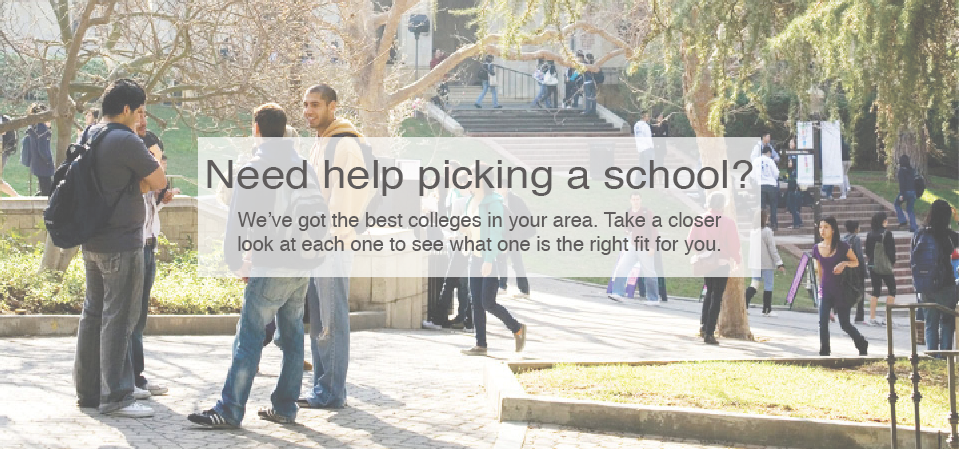 Need help picking a school?
We’ve got the best colleges in your area. Take a closer
look at each one to see what one is the right fit for you.